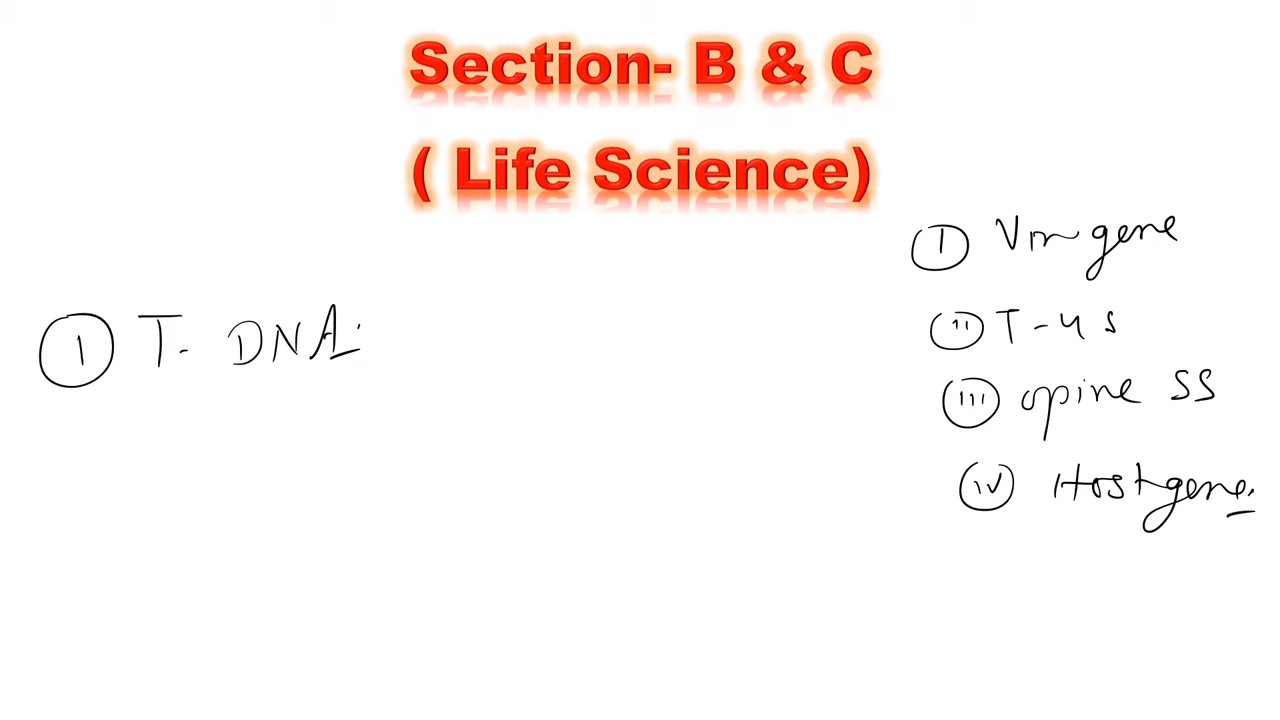 Section- B & C
( Life Science)
① T- DNA:
Ⓘ Vir gene
ⓘⓘ T-4 s
ⓘⓘⓘ opine SS
ⓘⓥ Host gene.